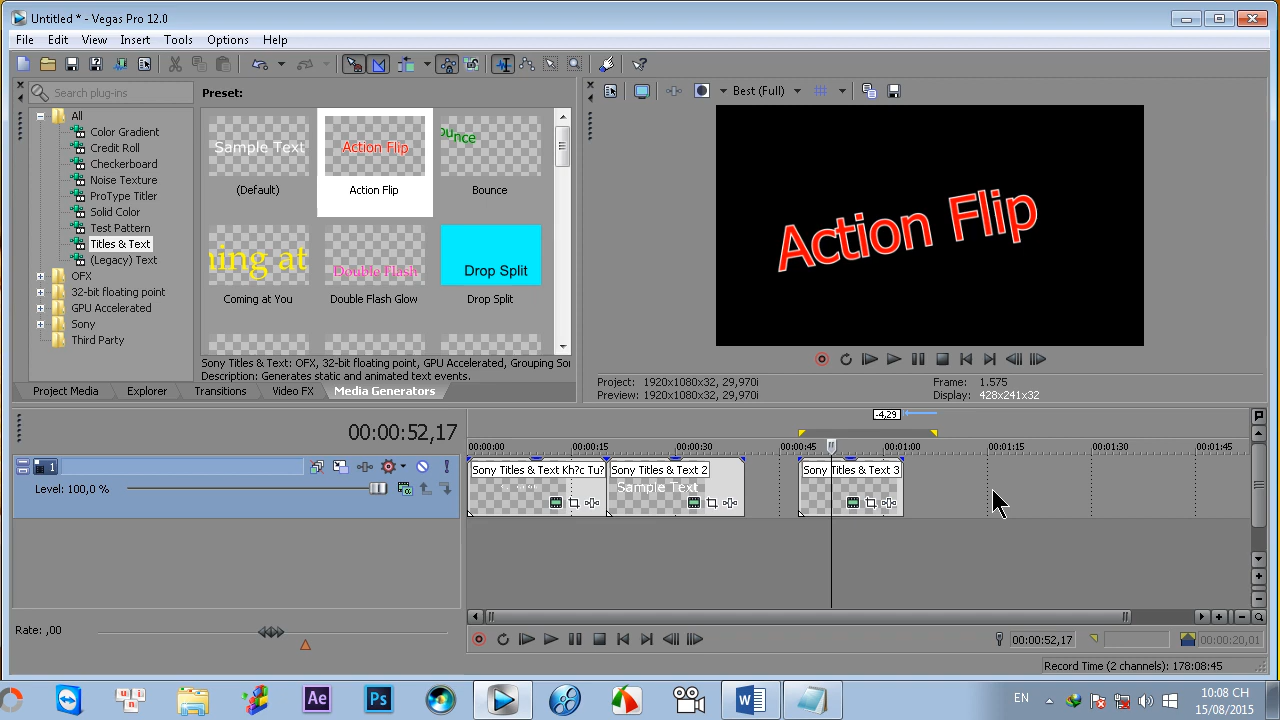 Untitled * - Vegas Pro 12.0
File Edit View Insert Tools Options Help
Search plug-ins
Preset:
All
Color Gradient
Credit Roll
Checkerboard
Noise Texture
ProType Titler
Solid Color
Test Pattern
Titles & Text
(Legacy) Text
OFX
32-bit floating point
GPU Accelerated
Sony
Third Party
Sample Text
Action Flip
ounce
(Default)
Action Flip
Bounce
ning at
Double Flash
Drop Split
Coming at You
Double Flash Glow
Drop Split
Sony Titles & Text: OFX, 32-bit floating point, GPU Accelerated, Grouping Son
Description: Generates static and animated text events.
Project Media Explorer Transitions Video FX Media Generators
Best (Full)
Action Flip
Project: 1920x1080x32, 29,970i
Preview: 1920x1080x32, 29,970i
Frame: 1.575
Display: 428x241x32
00:00:52,17
-4,29
00:00:00 00:00:15 00:00:30 00:00:45 00:01:00 00:01:15 00:01:30 00:01:45
1
Level: 100,0 %
Sony Titles & Text Kh?c Tu?
Sony Titles & Text 2
Sample Text
Sony Titles & Text 3
Rate: ,00
00:00:52,17
00:00:20,01
Record Time (2 channels): 178:08:45
Ae
Ps
W
EN
10:08 CH
15/08/2015